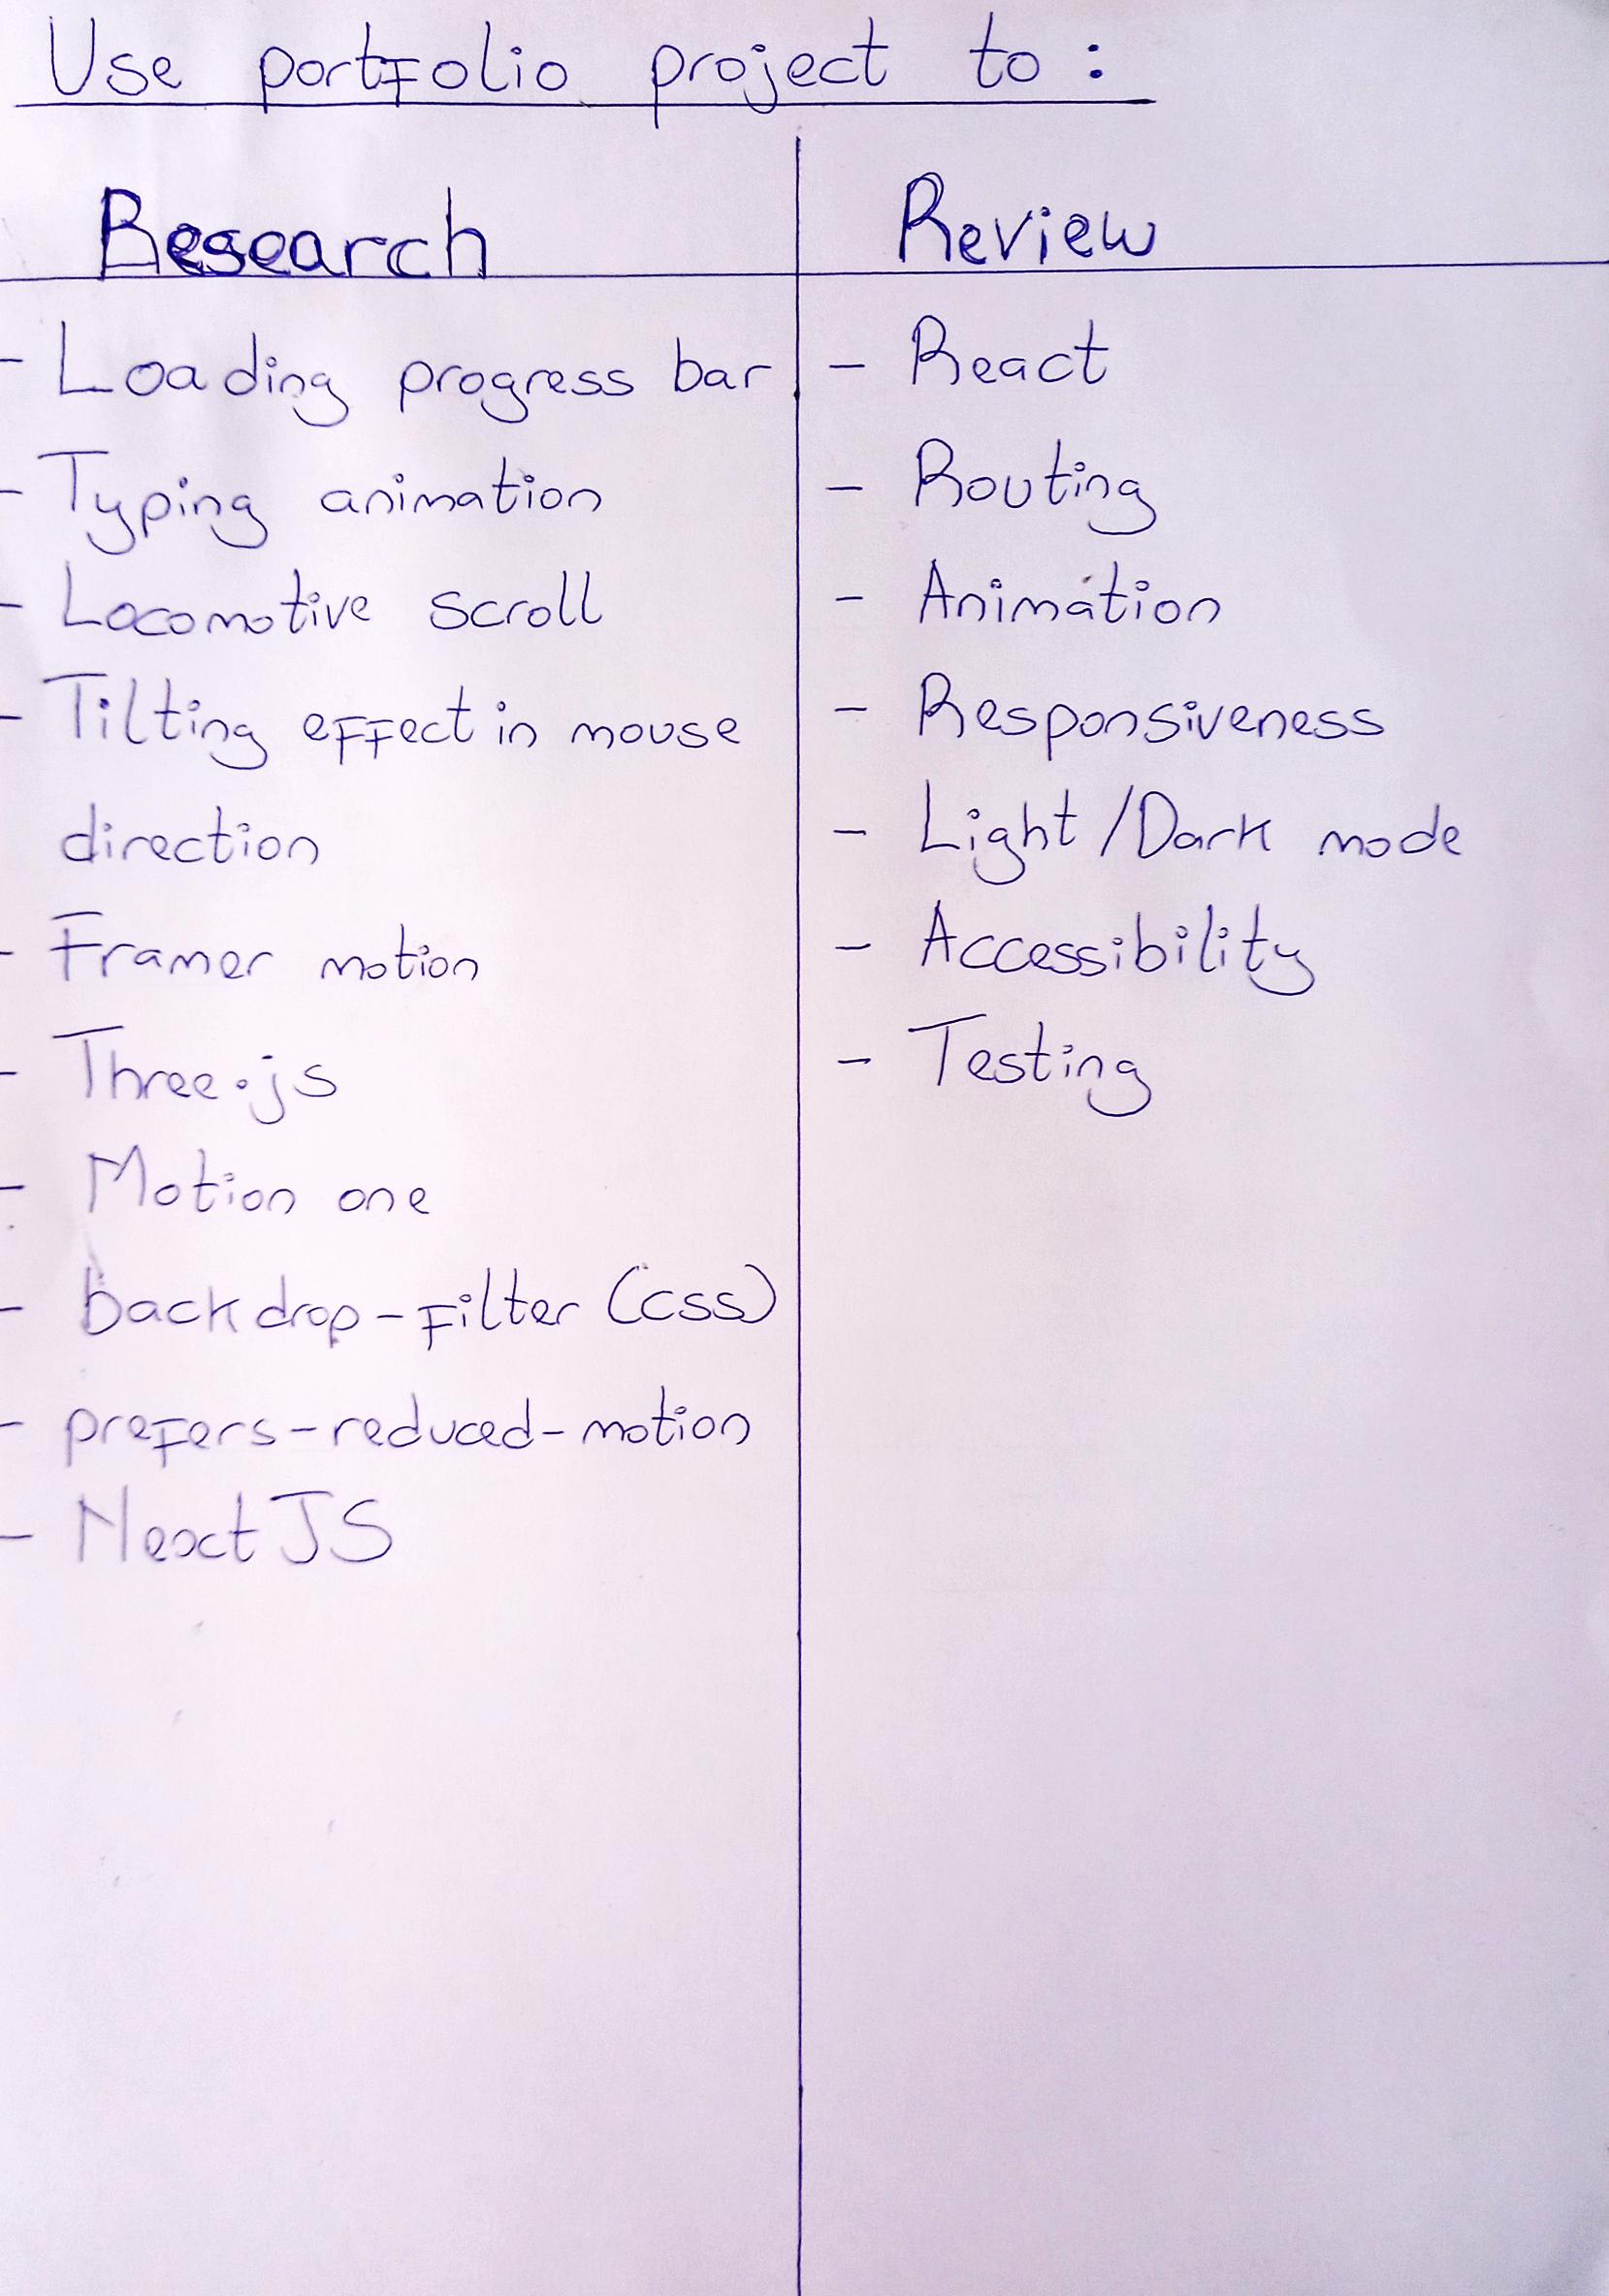 Use portfolio project to :
Research
- Loading progress bar
- Typing animation
- Locomotive scroll
- Tilting effect in mouse
direction
- Framer motion
- Three.js
- Motion one
- backdrop-filter (css)
- prefers-reduced-motion
- Next JS
Review
- React
- Routing
- Animation
- Responsiveness
- Light/Dark mode
- Accessibility
- Testing